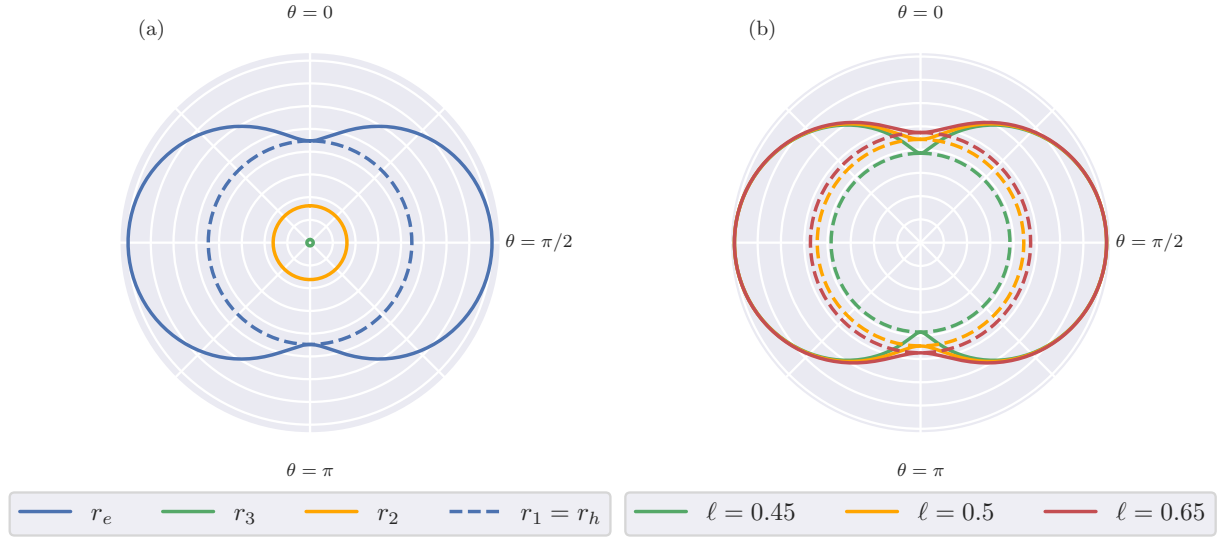 θ = 0
(a)
θ = π/2
θ = π
r_e r_3 r_2 r_1 = r_h
θ = 0
(b)
θ = π/2
θ = π
ℓ = 0.45 ℓ = 0.5 ℓ = 0.65